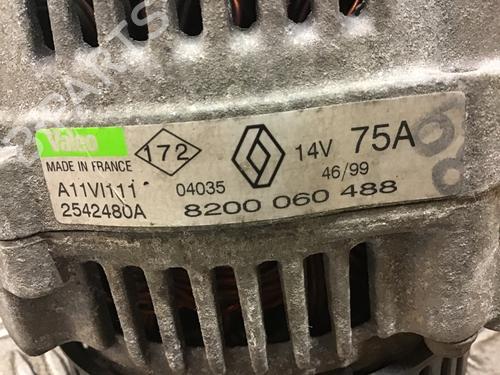 Valeo
172
14V 75A
MADE IN FRANCE
46/99
A11VI111 04035
2542480A 8200 060 488